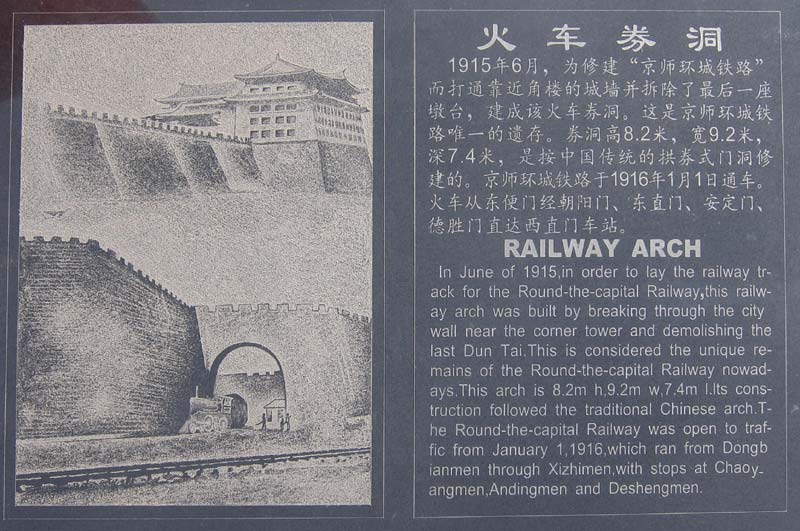 火车券洞
1915年6月，为修建“京师环城铁路”
而打通靠近角楼的城墙并拆除了最后一座
墩台，建成该火车券洞。这是京师环城铁
路唯一的遗存。券洞高8.2米，宽9.2米，
深7.4米，是按中国传统的拱券式门洞修
建的。京师环城铁路于1916年1月1日通车。
火车从东便门经朝阳门、东直门、安定门、
德胜门直达西直门车站。
RAILWAY ARCH
In June of 1915,in order to lay the railway tr-
ack for the Round-the-capital Railway,this railw-
ay arch was built by breaking through the city
wall near the corner tower and demolishing the
last Dun Tai.This is considered the unique re-
mains of the Round-the-capital Railway nowad-
ays.This arch is 8.2m h,9.2m w,7.4m l.Its cons-
truction followed the traditional Chinese arch.T-
he Round-the-capital Railway was open to traf-
fic from January 1,1916,which ran from Dongb
ianmen through Xizhimen,with stops at Chaoy_
angmen,Andingmen and Deshengmen.